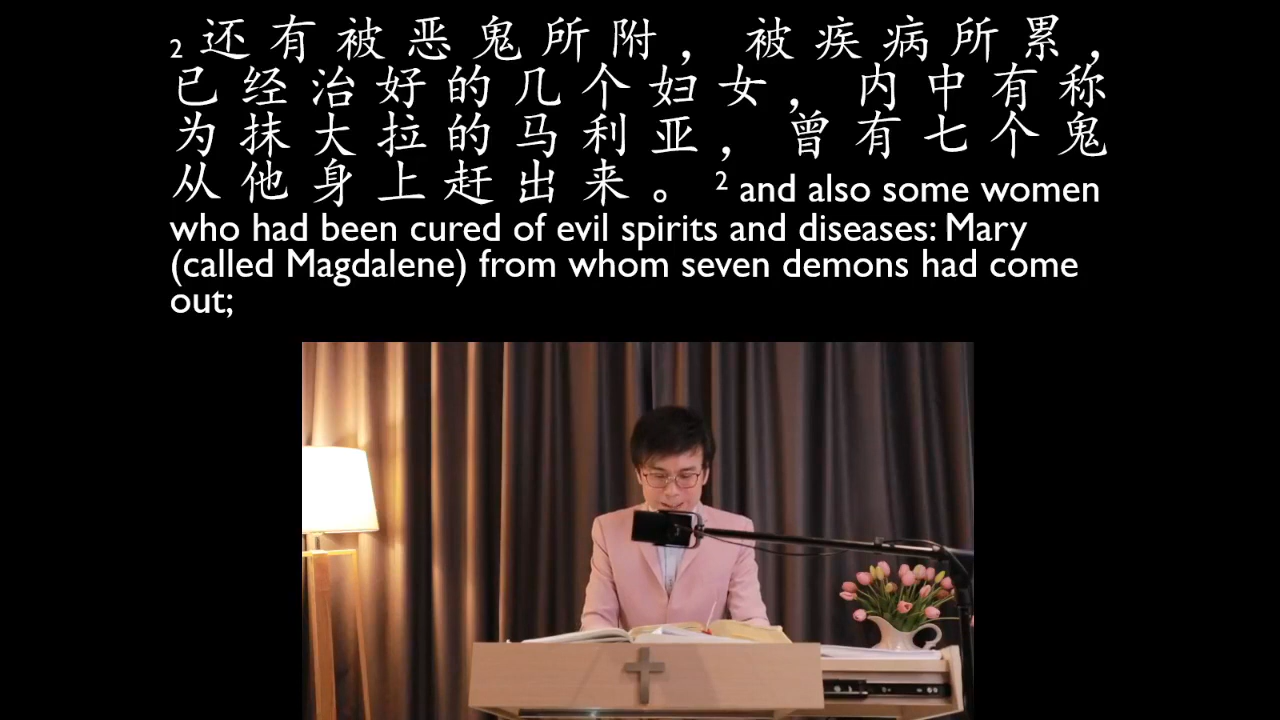 2 还有被恶鬼所附，被疾病所累，
已经治好的几个妇女，内中有称
为抹大拉的马利亚，曾有七个鬼
从他身上赶出来。 2 and also some women
who had been cured of evil spirits and diseases: Mary
(called Magdalene) from whom seven demons had come
out;